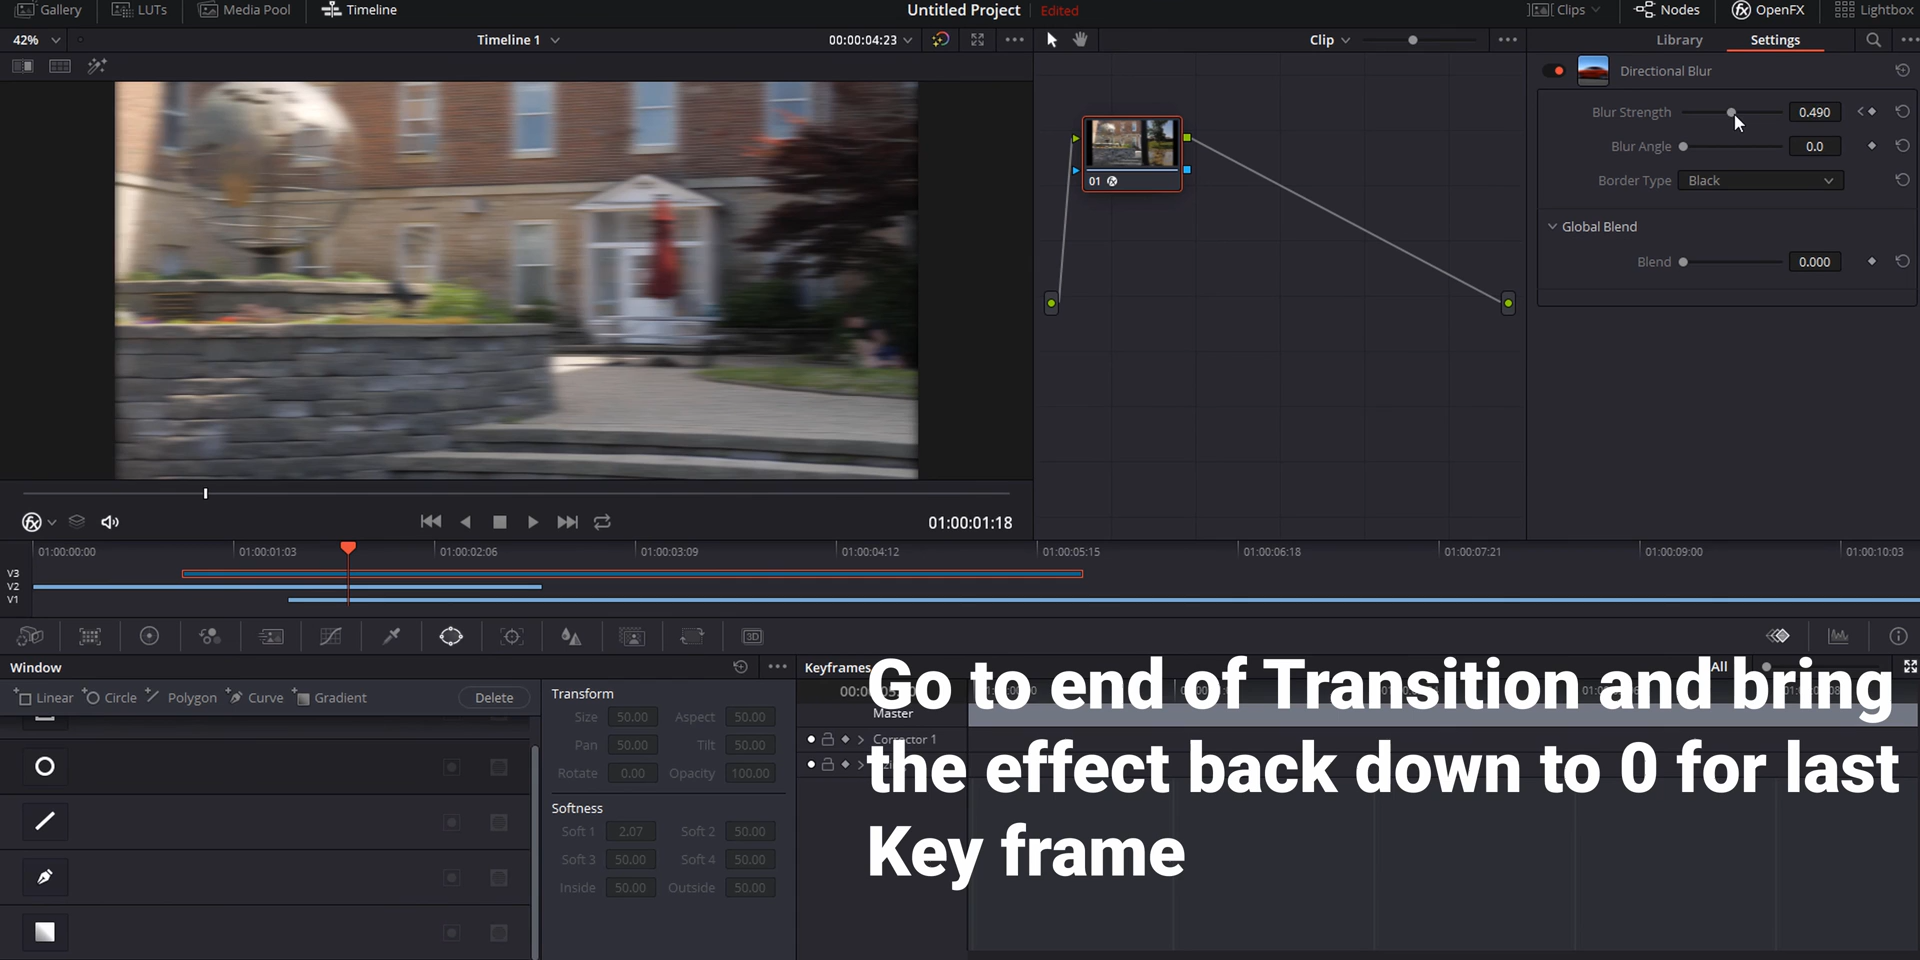 Gallery LUTs Media Pool Timeline Untitled Project Edited Clips Nodes OpenFX Lightbox
42% Timeline 1 00:00:04:23 Clip Library Settings
Directional Blur
Blur Strength 0.490
Blur Angle 0.0
Border Type Black
Global Blend
Blend 0.000
01
01:00:01:18
01:00:00:00 01:00:01:03 01:00:02:06 01:00:03:09 01:00:04:12 01:00:05:15 01:00:06:18 01:00:07:21 01:00:09:00 01:00:10:03
V3
V2
V1
3D
Window
Linear Circle Polygon Curve Gradient Delete
Transform
Size 50.00 Aspect 50.00
Pan 50.00 Tilt 50.00
Rotate 0.00 Opacity 100.00
Softness
Soft 1 2.07 Soft 2 50.00
Soft 3 50.00 Soft 4 50.00
Inside 50.00 Outside 50.00
Keyframes All
Master
Corrector 1
Go to end of Transition and bring
the effect back down to 0 for last
Key frame